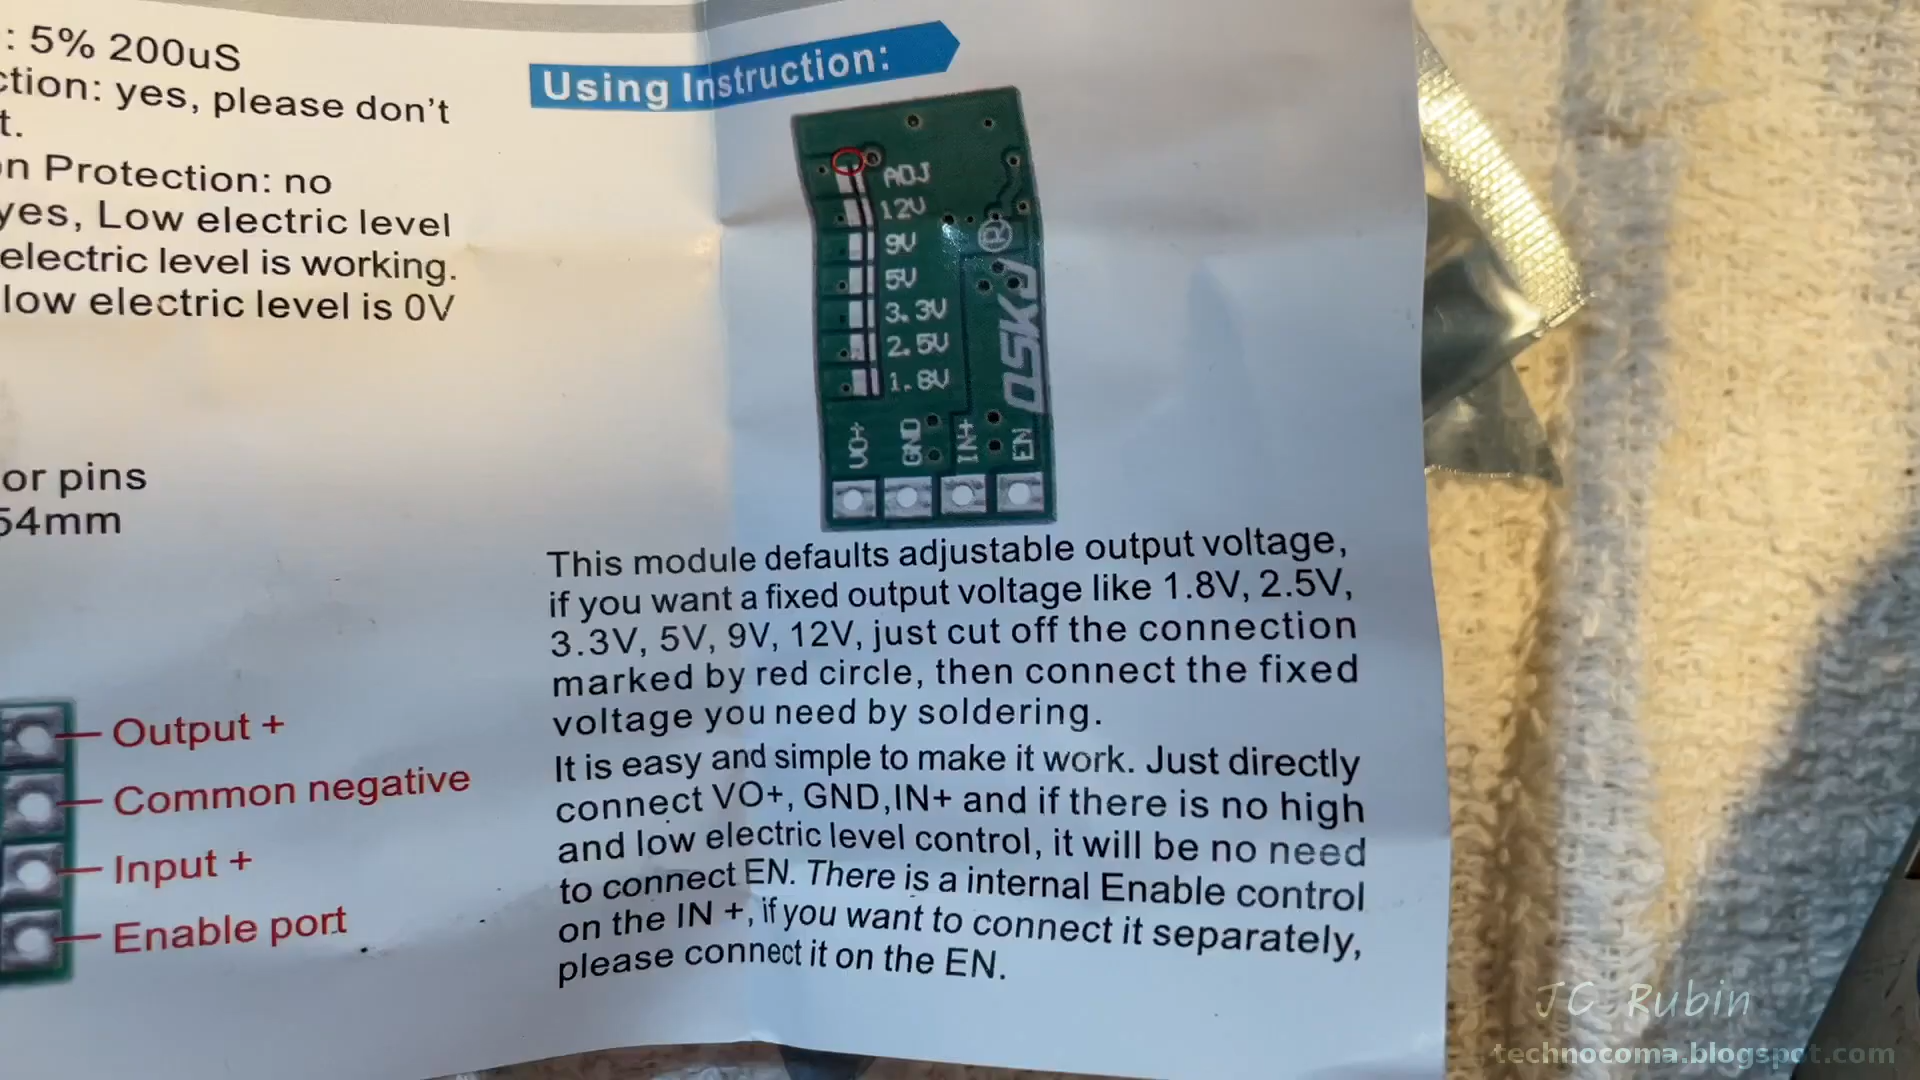 : 5% 200uS
ction: yes, please don't
t.
n Protection: no
yes, Low electric level
electric level is working.
low electric level is 0V
or pins
54mm
Output +
Common negative
Input +
Enable port
Using Instruction:
ADJ
12V
9V
5V
3.3V
2.5V
1.8V
VO+
GND
IN+
EN
®
This module defaults adjustable output voltage,
if you want a fixed output voltage like 1.8V, 2.5V,
3.3V, 5V, 9V, 12V, just cut off the connection
marked by red circle, then connect the fixed
voltage you need by soldering.
It is easy and simple to make it work. Just directly
connect VO+, GND,IN+ and if there is no high
and low electric level control, it will be no need
to connect EN. There is a internal Enable control
on the IN +, if you want to connect it separately,
please connect it on the EN.
JC Rubin
technocoma.blogspot.com